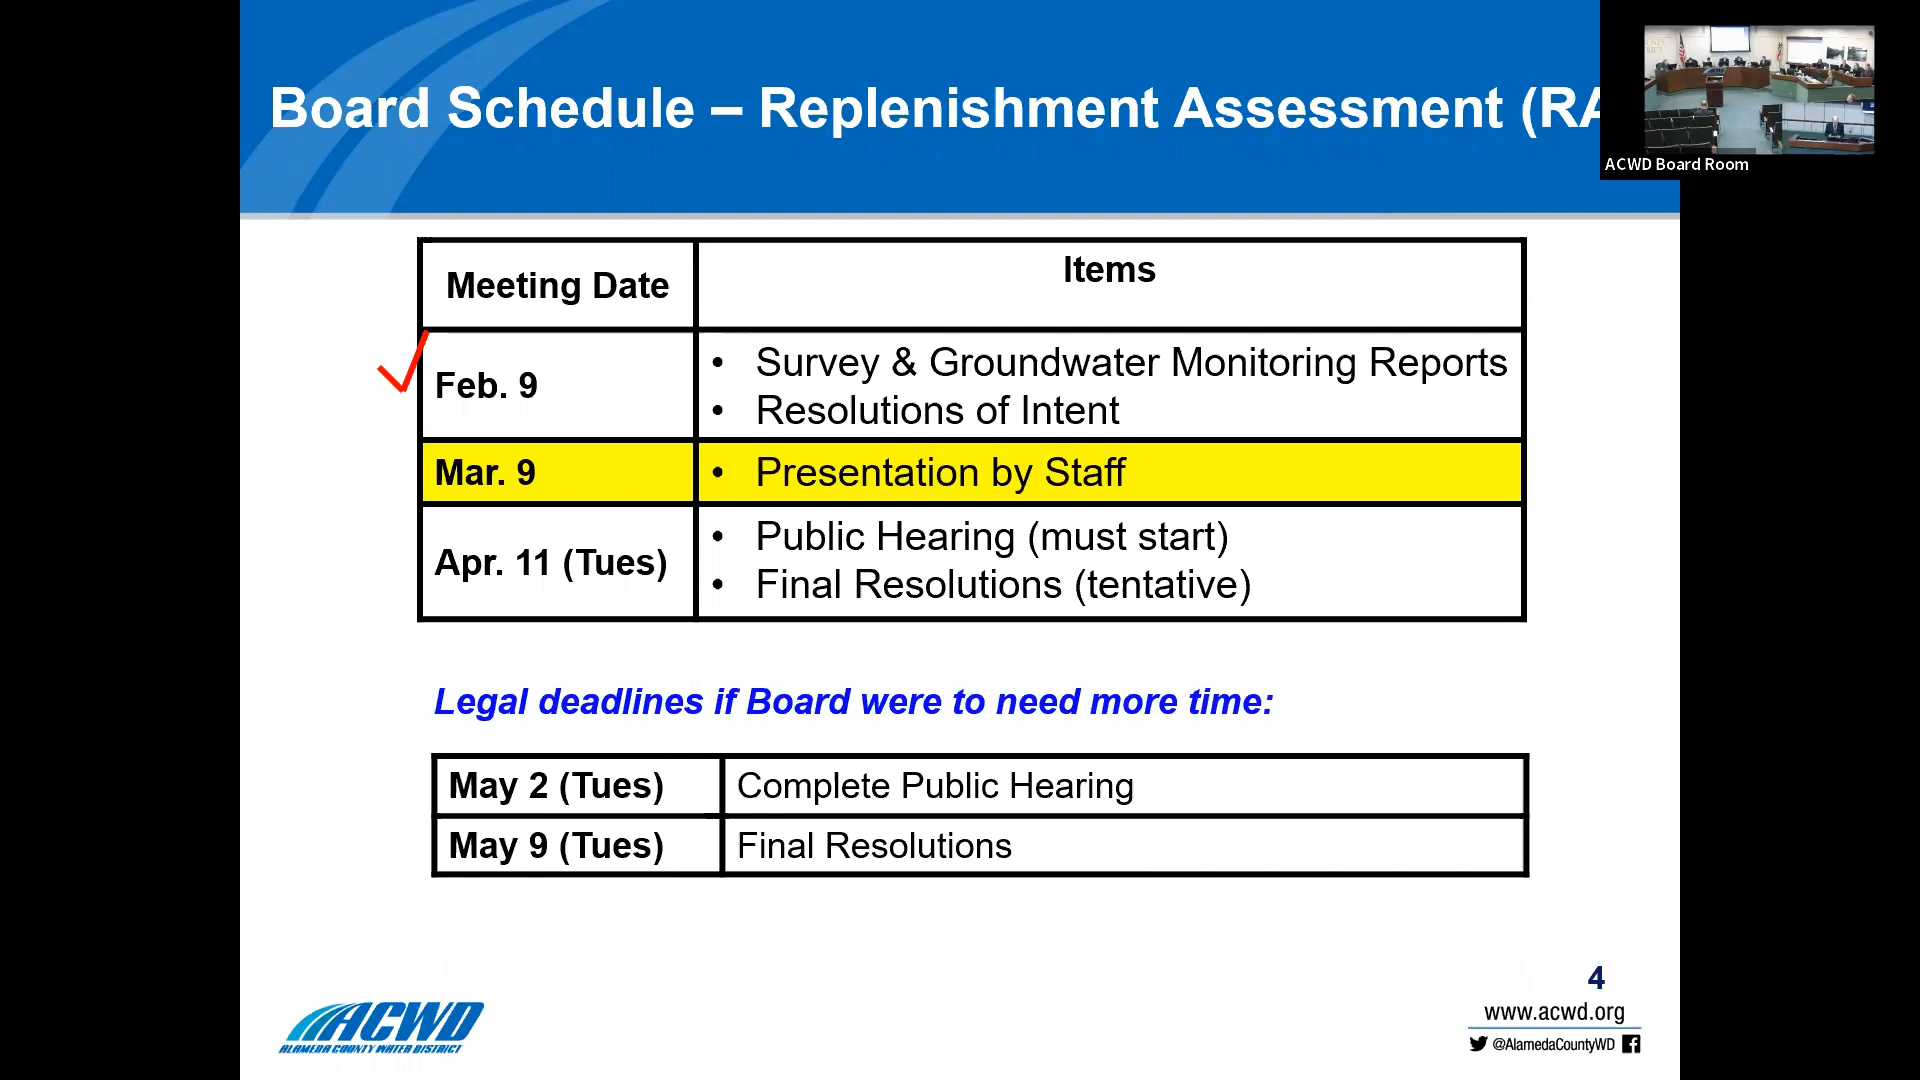 Board Schedule – Replenishment Assessment (RA
ACWD Board Room
Meeting Date
Items
Feb. 9
• Survey & Groundwater Monitoring Reports
• Resolutions of Intent
Mar. 9
• Presentation by Staff
Apr. 11 (Tues)
• Public Hearing (must start)
• Final Resolutions (tentative)
Legal deadlines if Board were to need more time:
May 2 (Tues)
Complete Public Hearing
May 9 (Tues)
Final Resolutions
4
ACWD
ALAMEDA COUNTY WATER DISTRICT
www.acwd.org
@AlamedaCountyWD